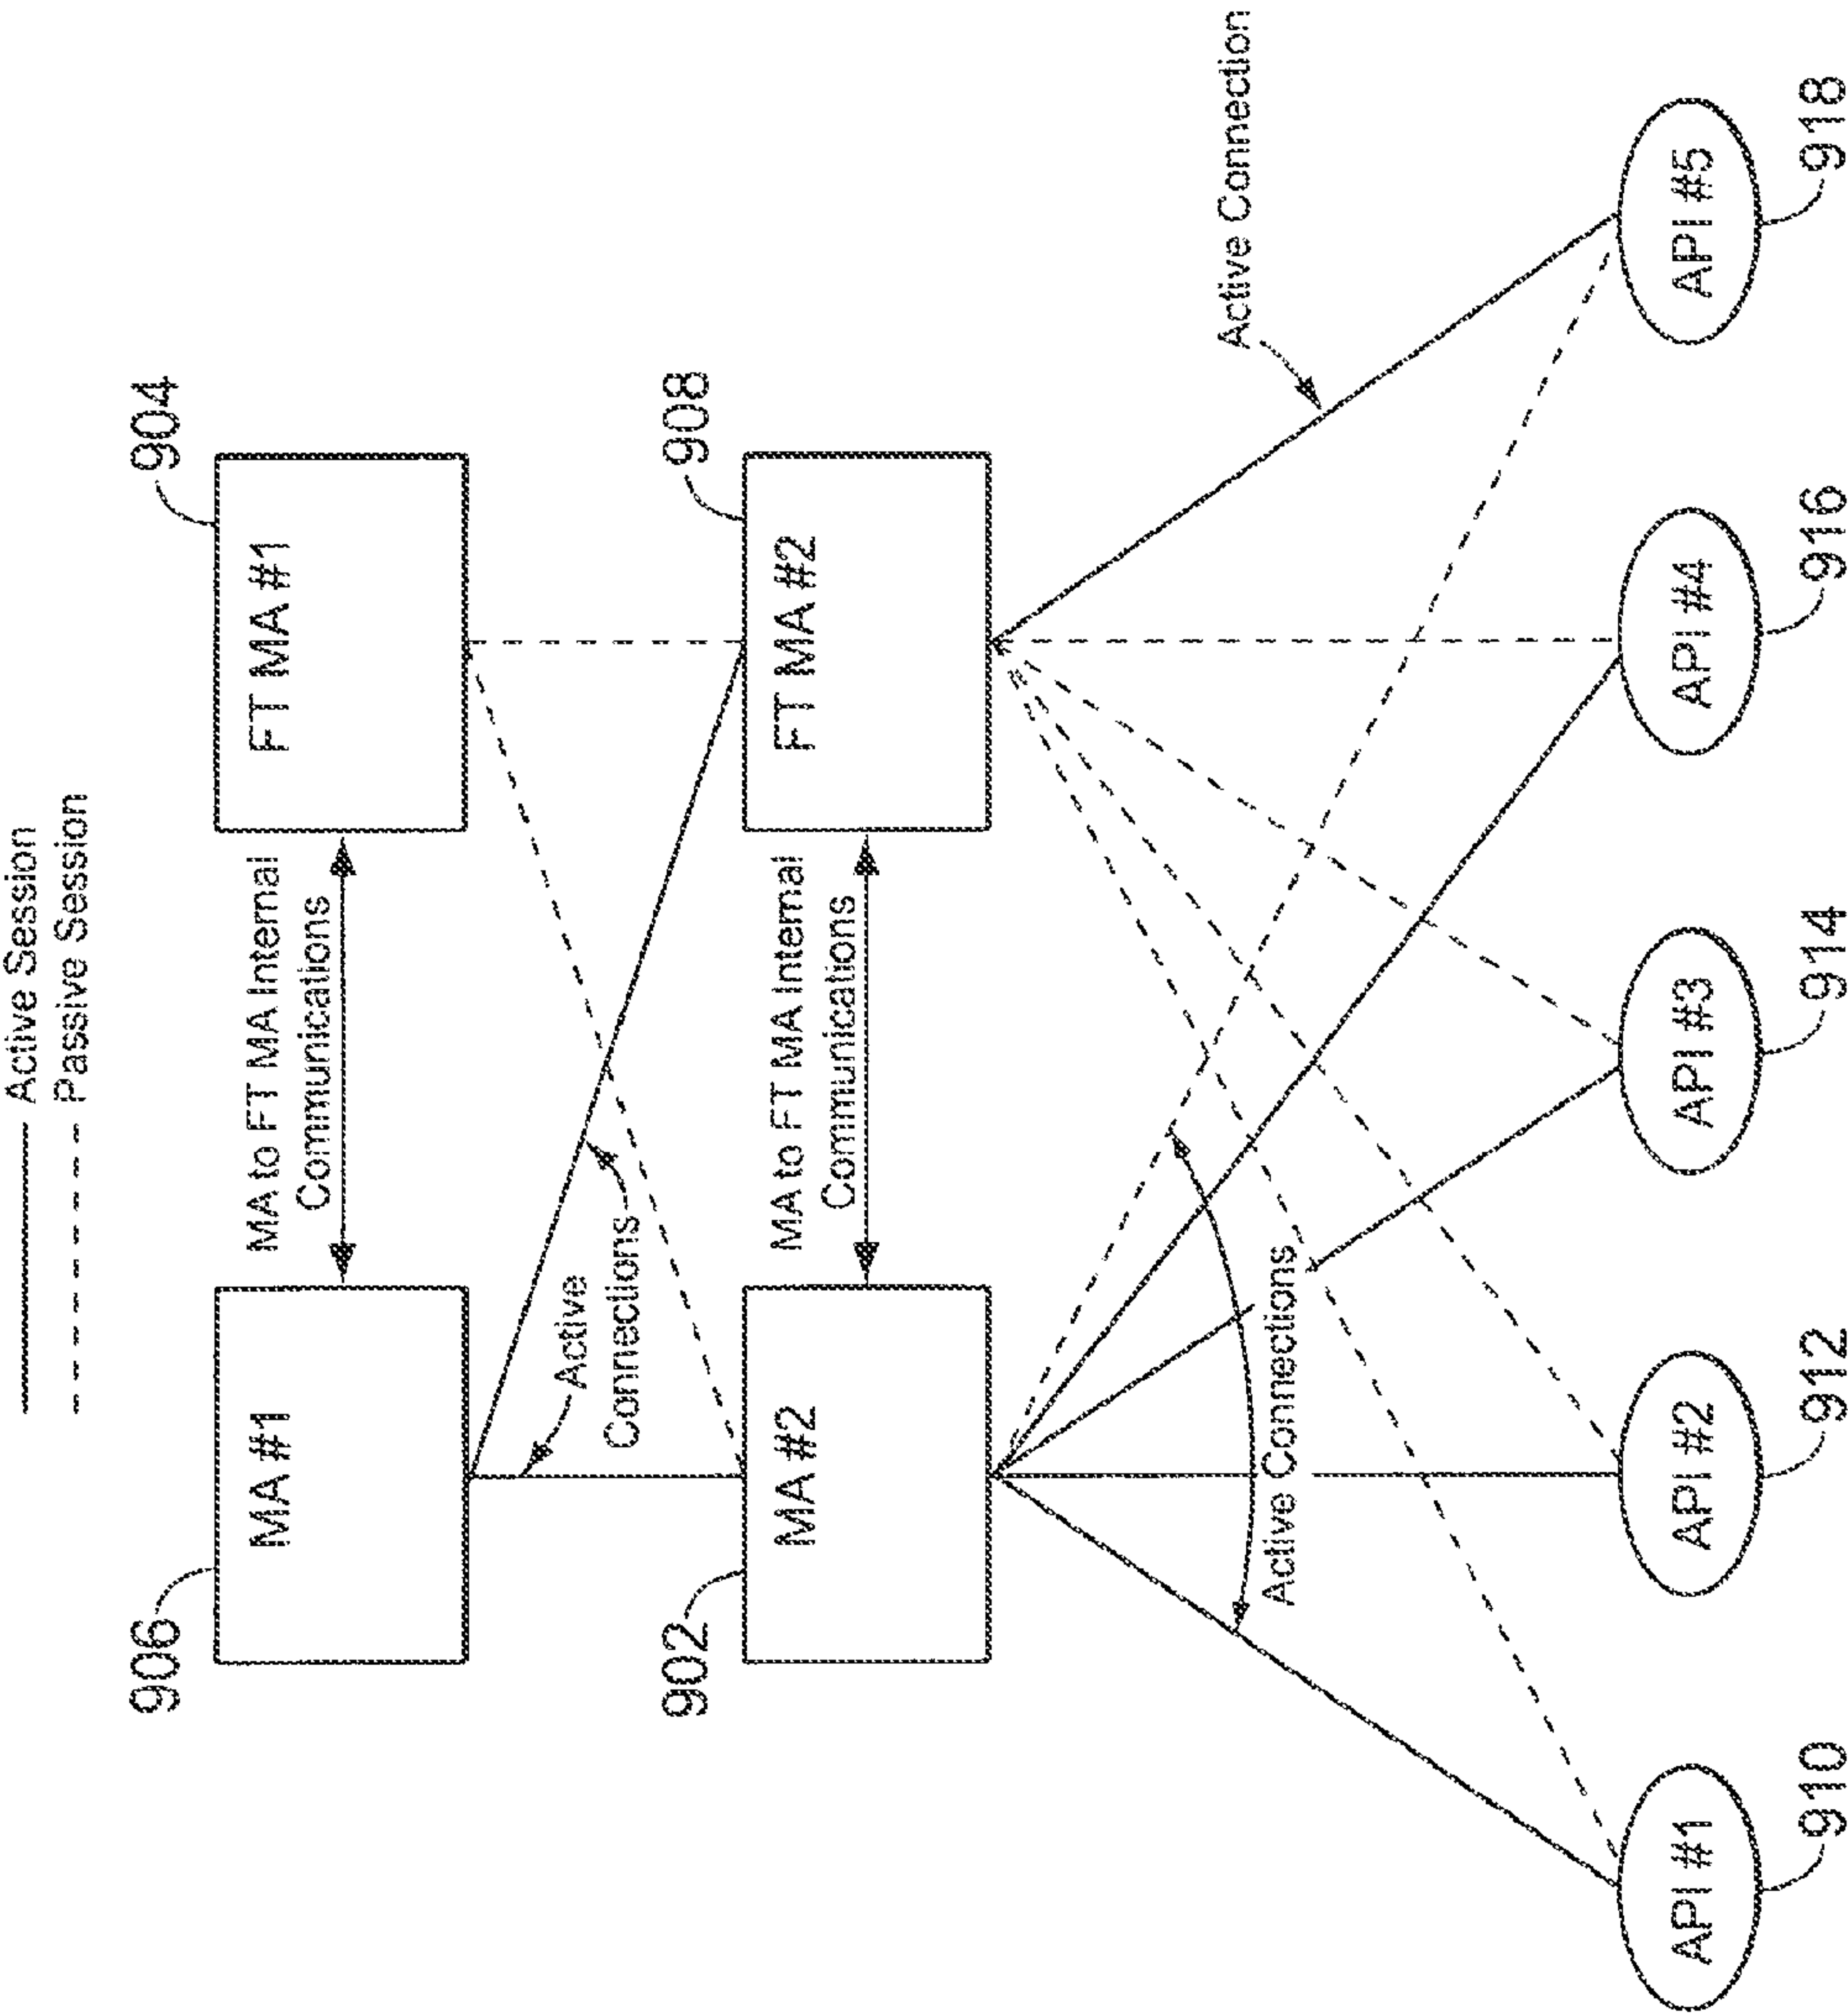 Active Session
Passive Session
906
MA #1
MA to FT MA Internal
Communications
FT MA #1
904
Active
Connections
902
MA #2
MA to FT MA Internal
Communications
FT MA #2
908
Active Connections
Active Connection
API #1
API #2
API #3
API #4
API #5
910
912
914
916
918